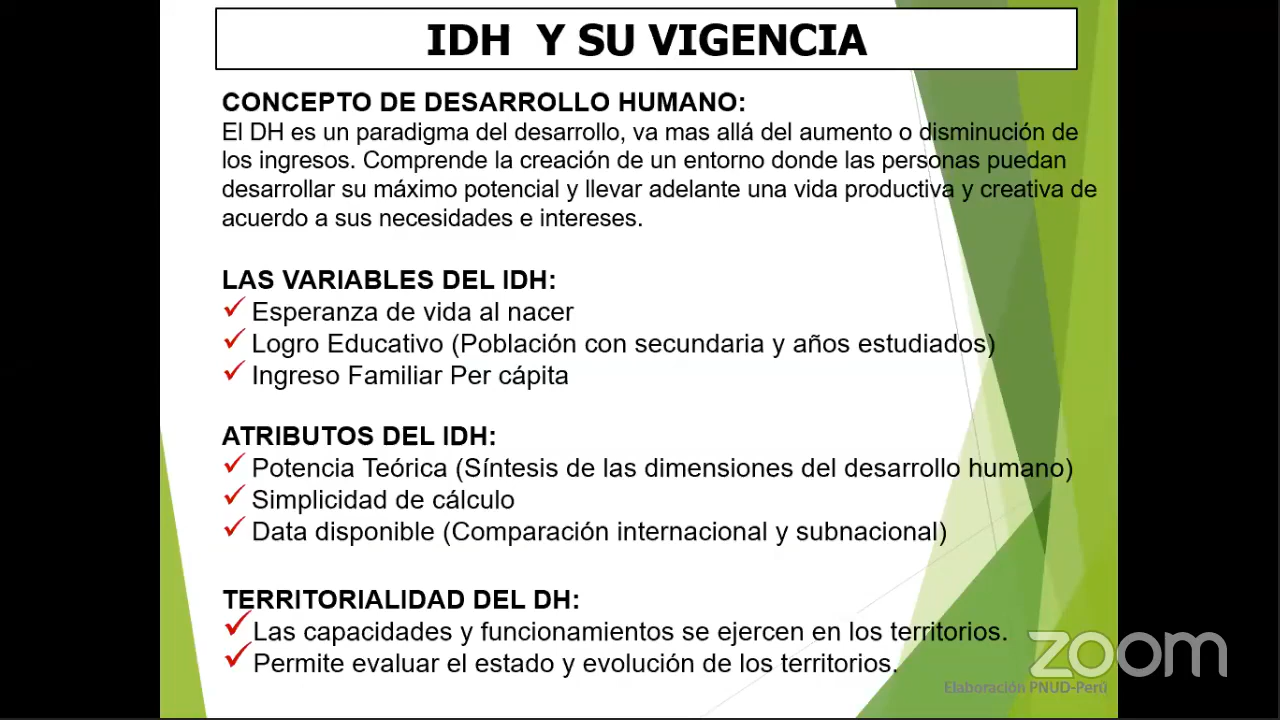 IDH Y SU VIGENCIA
CONCEPTO DE DESARROLLO HUMANO:
El DH es un paradigma del desarrollo, va mas allá del aumento o disminución de
los ingresos. Comprende la creación de un entorno donde las personas puedan
desarrollar su máximo potencial y llevar adelante una vida productiva y creativa de
acuerdo a sus necesidades e intereses.
LAS VARIABLES DEL IDH:
✓ Esperanza de vida al nacer
✓ Logro Educativo (Población con secundaria y años estudiados)
✓ Ingreso Familiar Per cápita
ATRIBUTOS DEL IDH:
✓ Potencia Teórica (Síntesis de las dimensiones del desarrollo humano)
✓ Simplicidad de cálculo
✓ Data disponible (Comparación internacional y subnacional)
TERRITORIALIDAD DEL DH:
✓ Las capacidades y funcionamientos se ejercen en los territorios.
✓ Permite evaluar el estado y evolución de los territorios.
zoom
Elaboración PNUD-Perú